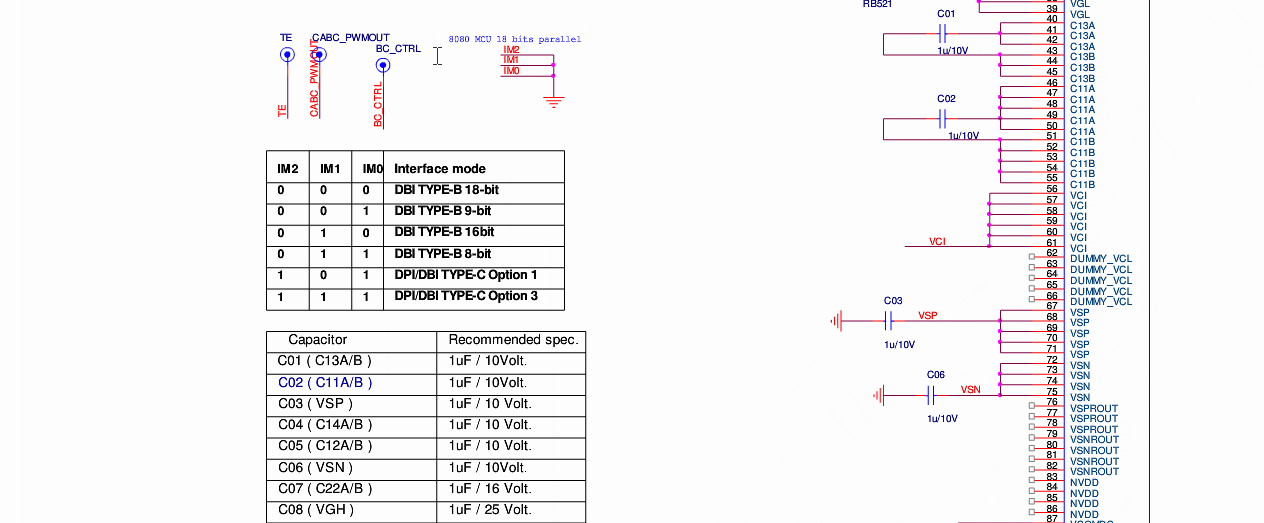 RB521
TE
CABC_PWMOUT
BC_CTRL
TE
CABC_PWMOUT
BC_CTRL
8080 MCU 18 bits parallel
IM2
IM1
IM0
IM2 IM1 IM0 Interface mode
0 0 0 DBI TYPE-B 18-bit
0 0 1 DBI TYPE-B 9-bit
0 1 0 DBI TYPE-B 16bit
0 1 1 DBI TYPE-B 8-bit
1 0 1 DPI/DBI TYPE-C Option 1
1 1 1 DPI/DBI TYPE-C Option 3
Capacitor Recommended spec.
C01 ( C13A/B ) 1uF / 10Volt.
C02 ( C11A/B ) 1uF / 10Volt.
C03 ( VSP ) 1uF / 10 Volt.
C04 ( C14A/B ) 1uF / 10 Volt.
C05 ( C12A/B ) 1uF / 10 Volt.
C06 ( VSN ) 1uF / 10Volt.
C07 ( C22A/B ) 1uF / 16 Volt.
C08 ( VGH ) 1uF / 25 Volt.
C01
1u/10V
C02
1u/10V
VCI
C03
VSP
1u/10V
C06
VSN
1u/10V
VGL
39 VGL
40 C13A
41 C13A
42 C13A
43 C13B
44 C13B
45 C13B
46 C11A
47 C11A
48 C11A
49 C11A
50 C11A
51 C11B
52 C11B
53 C11B
54 C11B
55 C11B
56 VCI
57 VCI
58 VCI
59 VCI
60 VCI
61 VCI
62 DUMMY_VCL
63 DUMMY_VCL
64 DUMMY_VCL
65 DUMMY_VCL
66 DUMMY_VCL
67 VSP
68 VSP
69 VSP
70 VSP
71 VSP
72 VSN
73 VSN
74 VSN
75 VSN
76 VSPROUT
77 VSPROUT
78 VSPROUT
79 VSNROUT
80 VSNROUT
81 VSNROUT
82 VSNROUT
83 NVDD
84 NVDD
85 NVDD
86 NVDD
87